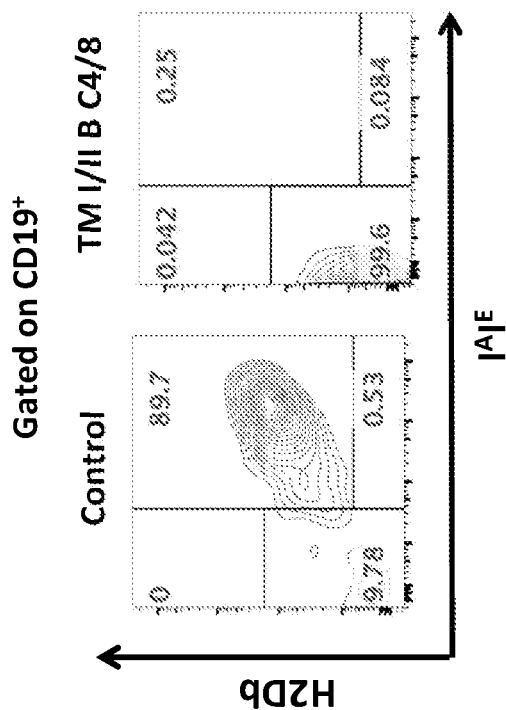 Gated on CD19⁺
Control
TM I/II B C4/8
0
89.7
9.78
0.53
0.042
0.25
99.6
0.084
H2Db
IᴬIᴱ